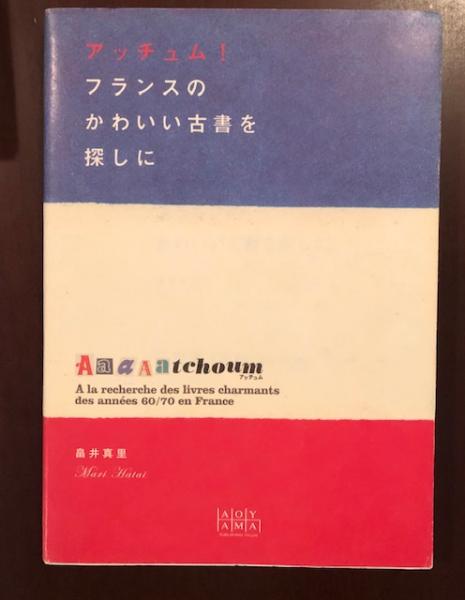 アッチュム！
フランスの
かわいい古書を
探しに
Aaaaatchoum
アッチュム
A la recherche des livres charmants
des années 60/70 en France
畠井真里
Mari Hatai
AOY
AMA